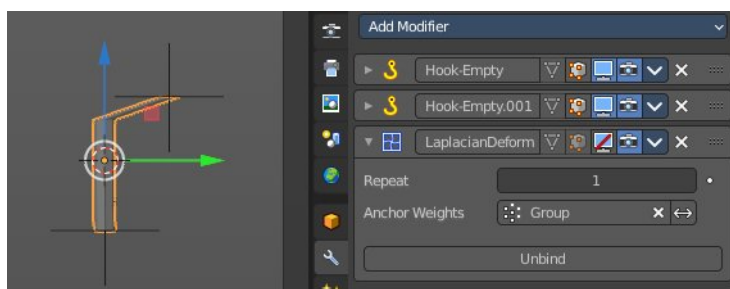 Add Modifier
Hook-Empty
Hook-Empty.001
LaplacianDeform
Repeat 1
Anchor Weights Group
Unbind